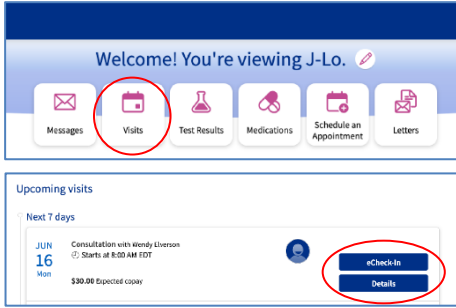 Welcome! You're viewing J-Lo.
Messages
Visits
Test Results
Medications
Schedule an
Appointment
Letters
Upcoming visits
Next 7 days
JUN
16
Mon
Consultation with Wendy Elverson
Starts at 8:00 AM EDT
$30.00 Expected copay
eCheck-In
Details